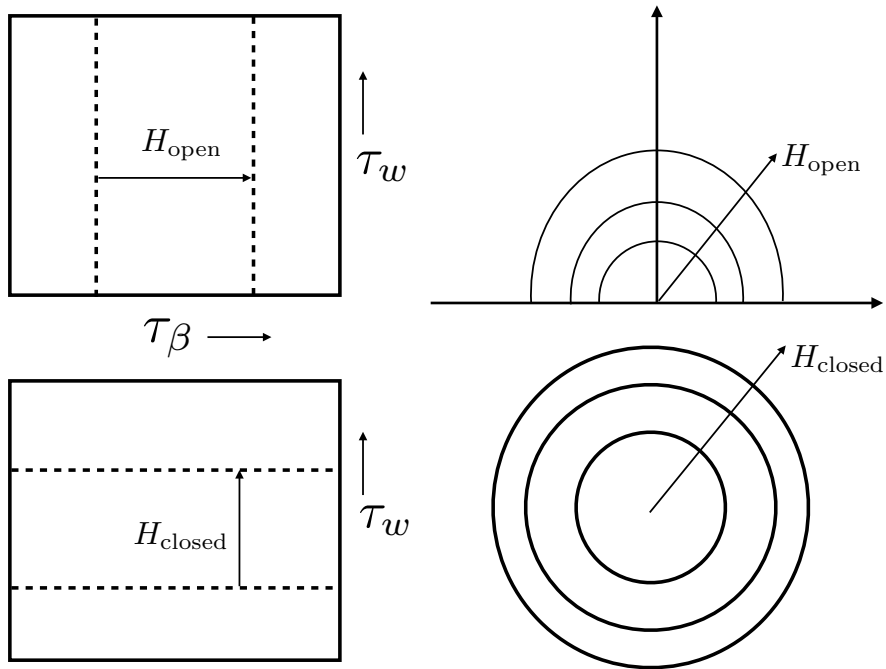 H_open
τ_w
H_open
τ_β
H_closed
H_closed
τ_w